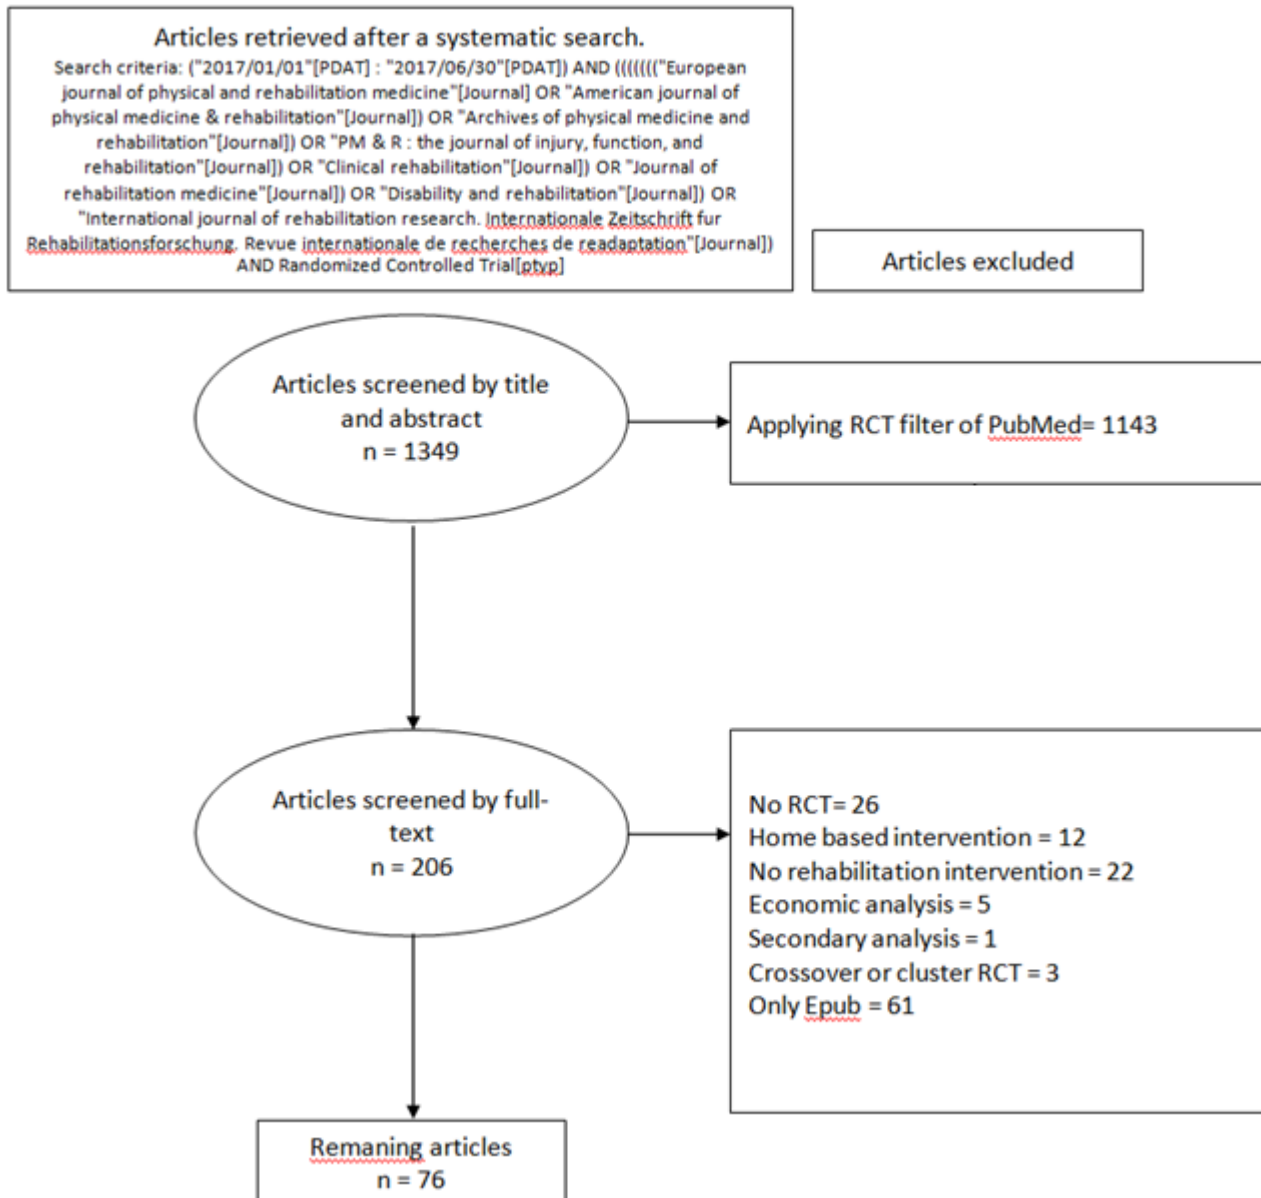 Articles retrieved after a systematic search.
Search criteria: ("2017/01/01"[PDAT] : "2017/06/30"[PDAT]) AND ((((((("European
journal of physical and rehabilitation medicine"[Journal] OR "American journal of
physical medicine & rehabilitation"[Journal]) OR "Archives of physical medicine and
rehabilitation"[Journal]) OR "PM & R : the journal of injury, function, and
rehabilitation"[Journal]) OR "Clinical rehabilitation"[Journal]) OR "Journal of
rehabilitation medicine"[Journal]) OR "Disability and rehabilitation"[Journal]) OR
"International journal of rehabilitation research. Internationale Zeitschrift fur
Rehabilitationsforschung. Revue internationale de recherches de readaptation"[Journal])
AND Randomized Controlled Trial[ptyp]
Articles excluded
Articles screened by title
and abstract
n = 1349
Applying RCT filter of PubMed= 1143
Articles screened by full-
text
n = 206
No RCT= 26
Home based intervention = 12
No rehabilitation intervention = 22
Economic analysis = 5
Secondary analysis = 1
Crossover or cluster RCT = 3
Only Epub = 61
Remaning articles
n = 76